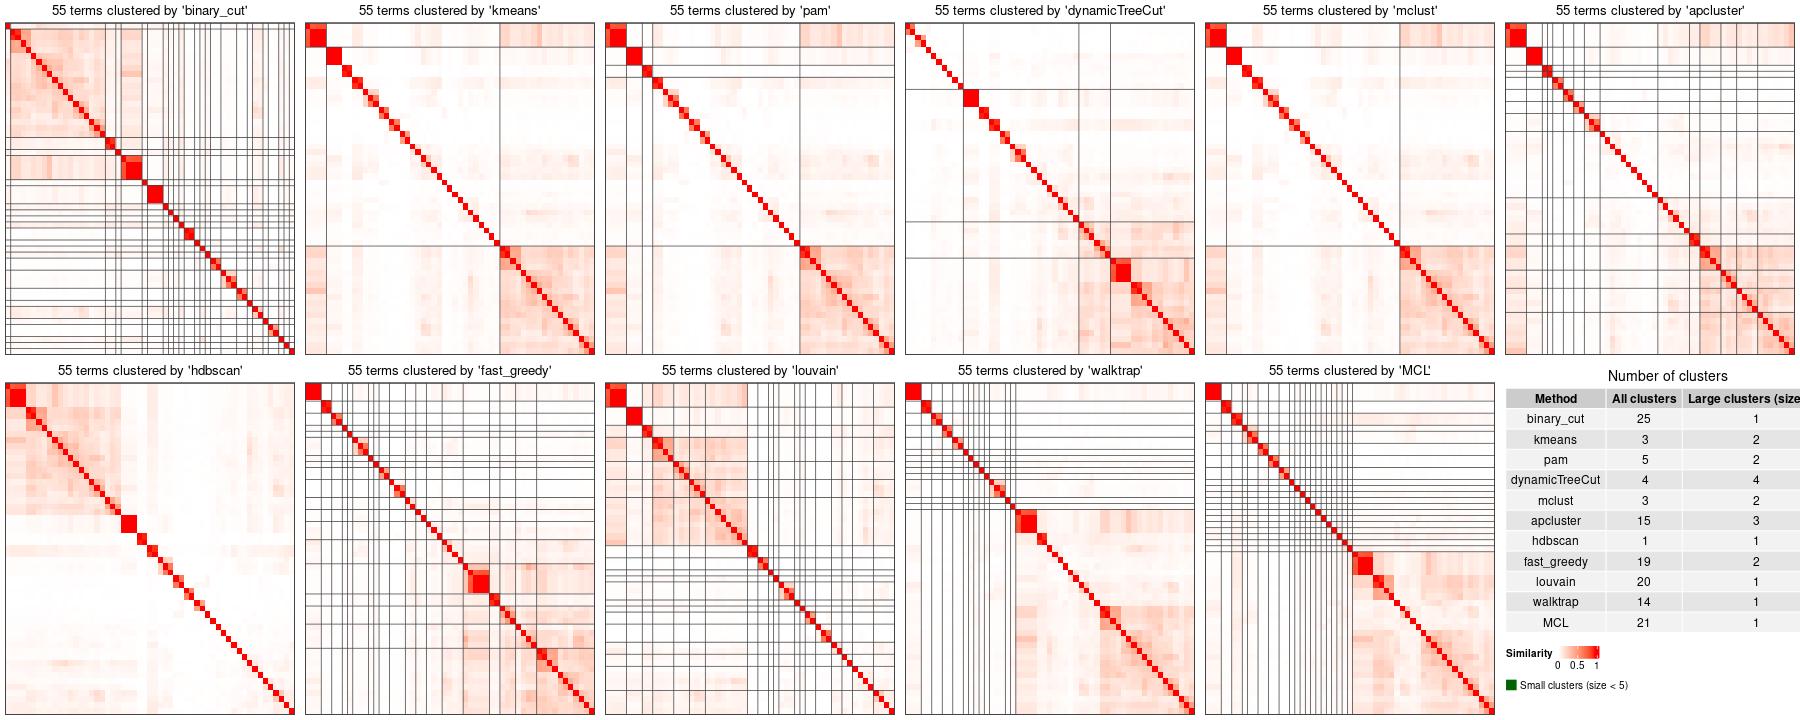 55 terms clustered by 'binary_cut'
55 terms clustered by 'kmeans'
55 terms clustered by 'pam'
55 terms clustered by 'dynamicTreeCut'
55 terms clustered by 'mclust'
55 terms clustered by 'apcluster'
55 terms clustered by 'hdbscan'
55 terms clustered by 'fast_greedy'
55 terms clustered by 'louvain'
55 terms clustered by 'walktrap'
55 terms clustered by 'MCL'
Number of clusters
Method All clusters Large clusters (size
binary_cut 25 1
kmeans 3 2
pam 5 2
dynamicTreeCut 4 4
mclust 3 2
apcluster 15 3
hdbscan 1 1
fast_greedy 19 2
louvain 20 1
walktrap 14 1
MCL 21 1
Similarity
0 0.5 1
Small clusters (size < 5)